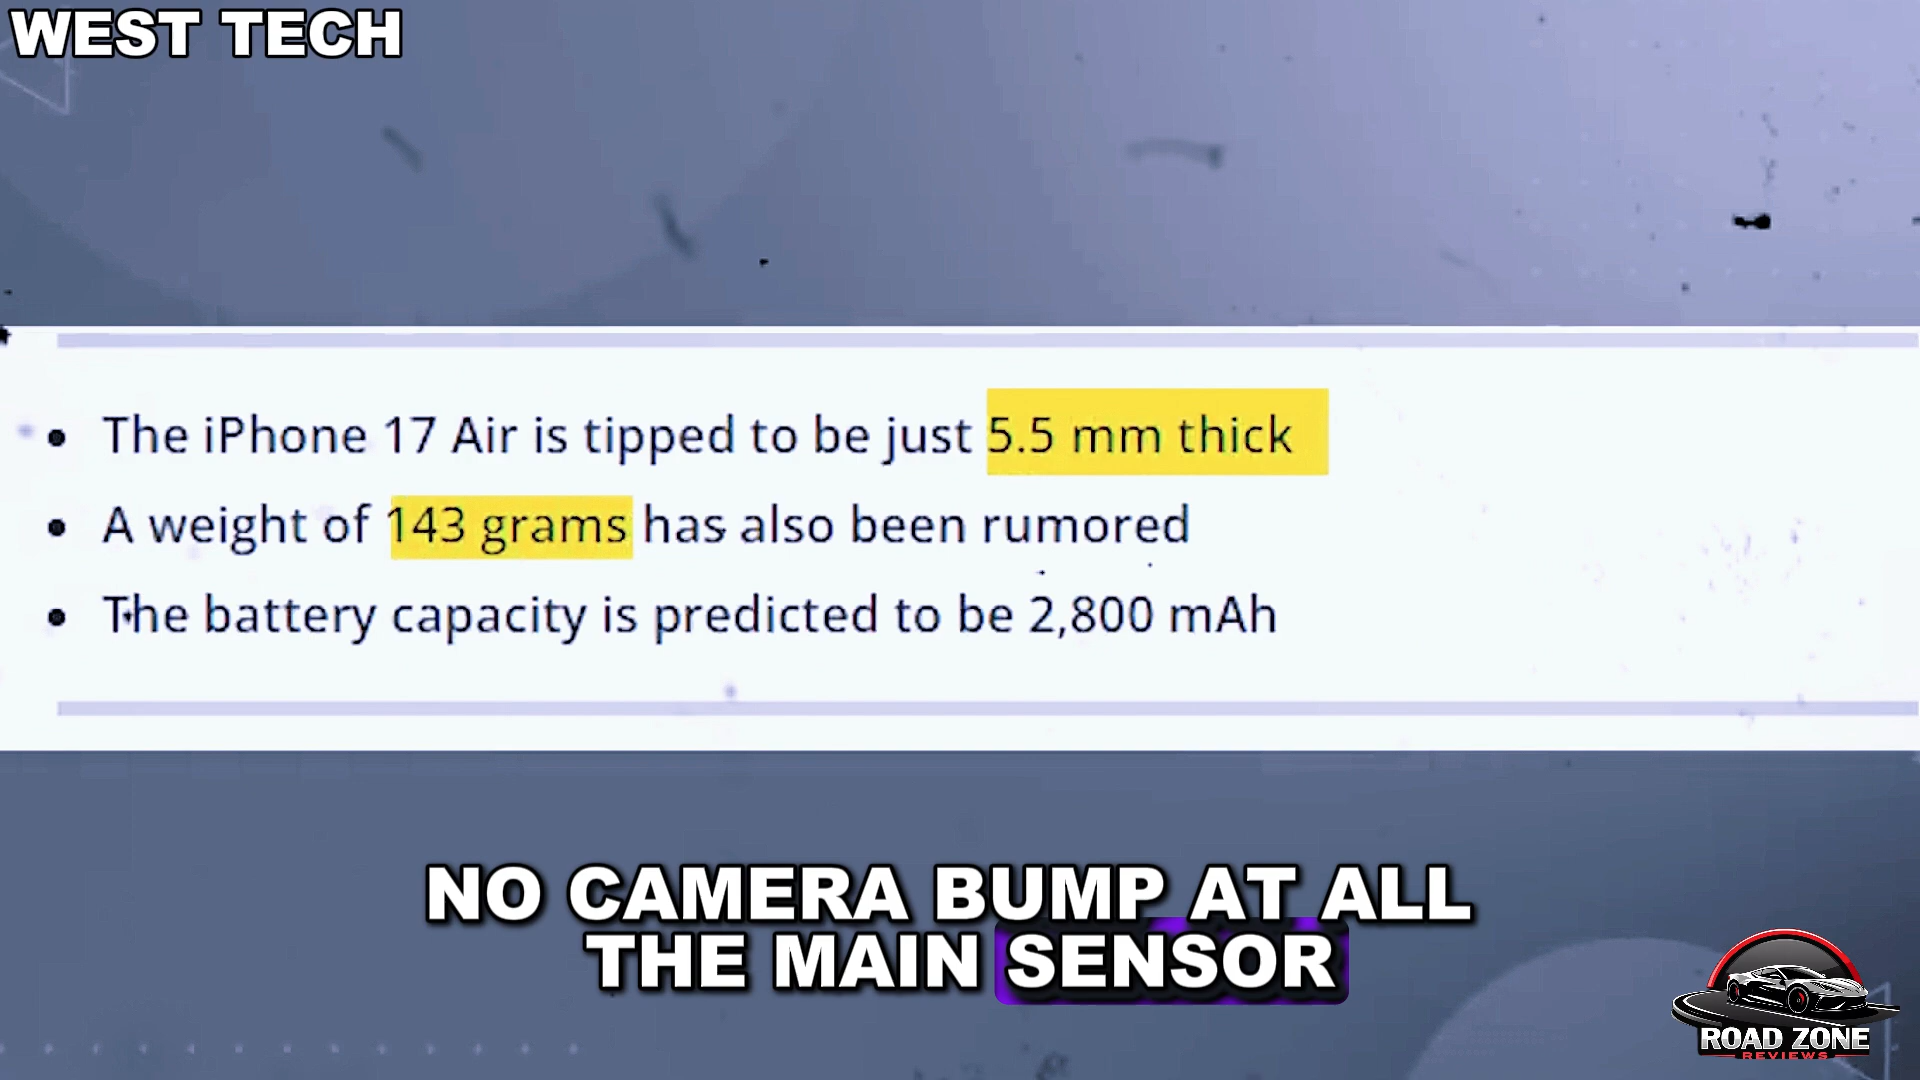 WEST TECH
• The iPhone 17 Air is tipped to be just 5.5 mm thick
• A weight of 143 grams has also been rumored
• The battery capacity is predicted to be 2,800 mAh
NO CAMERA BUMP AT ALL
THE MAIN SENSOR
ROAD ZONE
REVIEWS